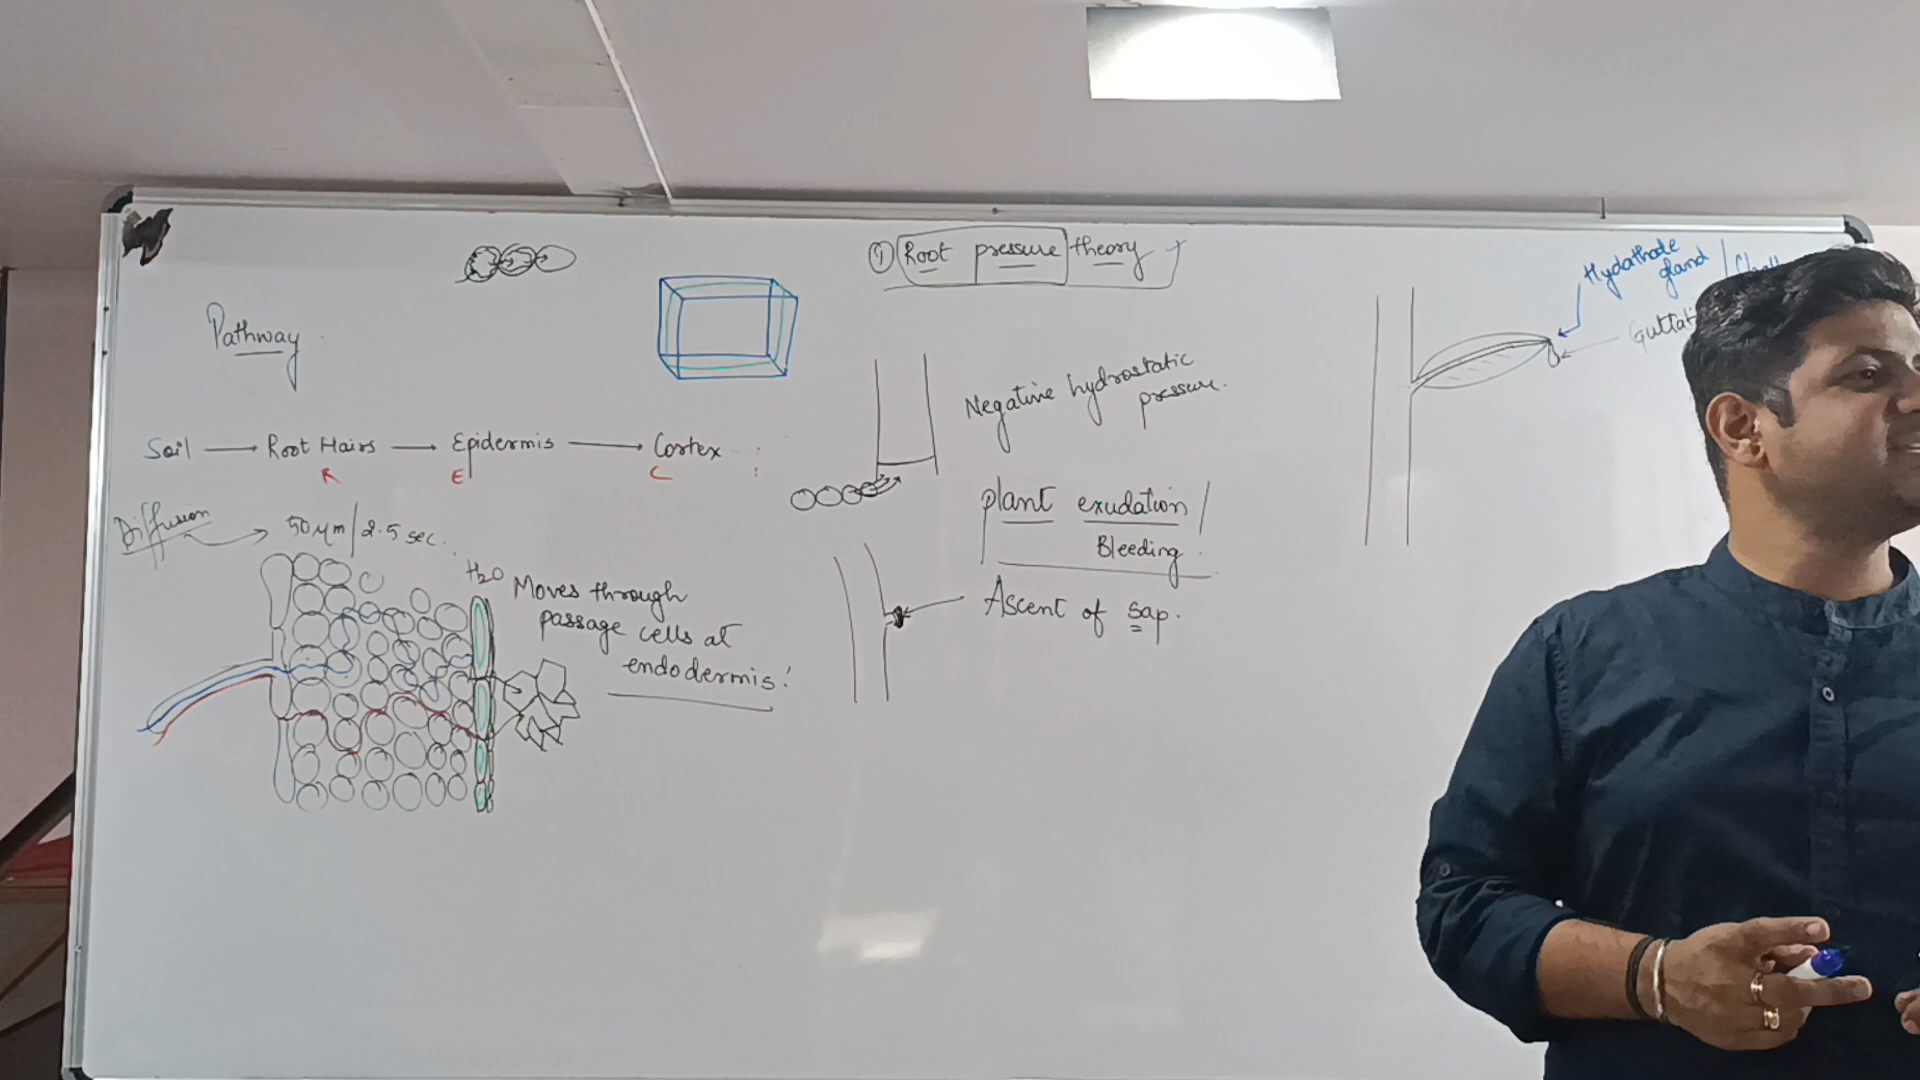 Pathway
Soil → Root Hairs → Epidermis → Cortex
R E C
Diffusion → 50 μm/2.5 sec.
H2O Moves through
passage cells at
endodermis!
① Root pressure theory
Negative hydrostatic
pressure.
plant exudation/
Bleeding.
Ascent of sap.
Hydathode
gland /